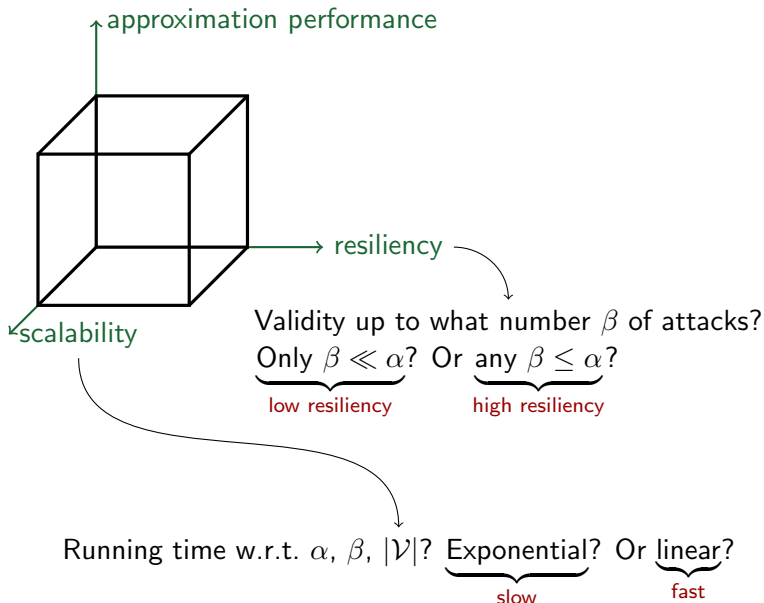 approximation performance
resiliency
scalability
Validity up to what number β of attacks?
Only β ≪ α? Or any β ≤ α?
low resiliency high resiliency
Running time w.r.t. α, β, |𝒱|? Exponential? Or linear?
slow fast